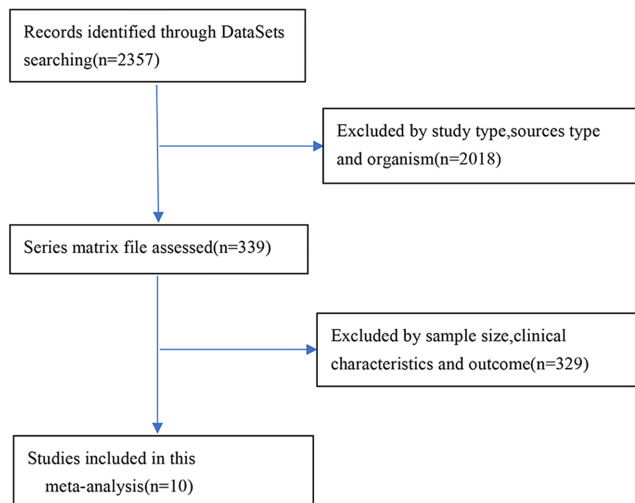 Records identified through DataSets
searching(n=2357)
Excluded by study type,sources type
and organism(n=2018)
Series matrix file assessed(n=339)
Excluded by sample size,clinical
characteristics and outcome(n=329)
Studies included in this
meta-analysis(n=10)